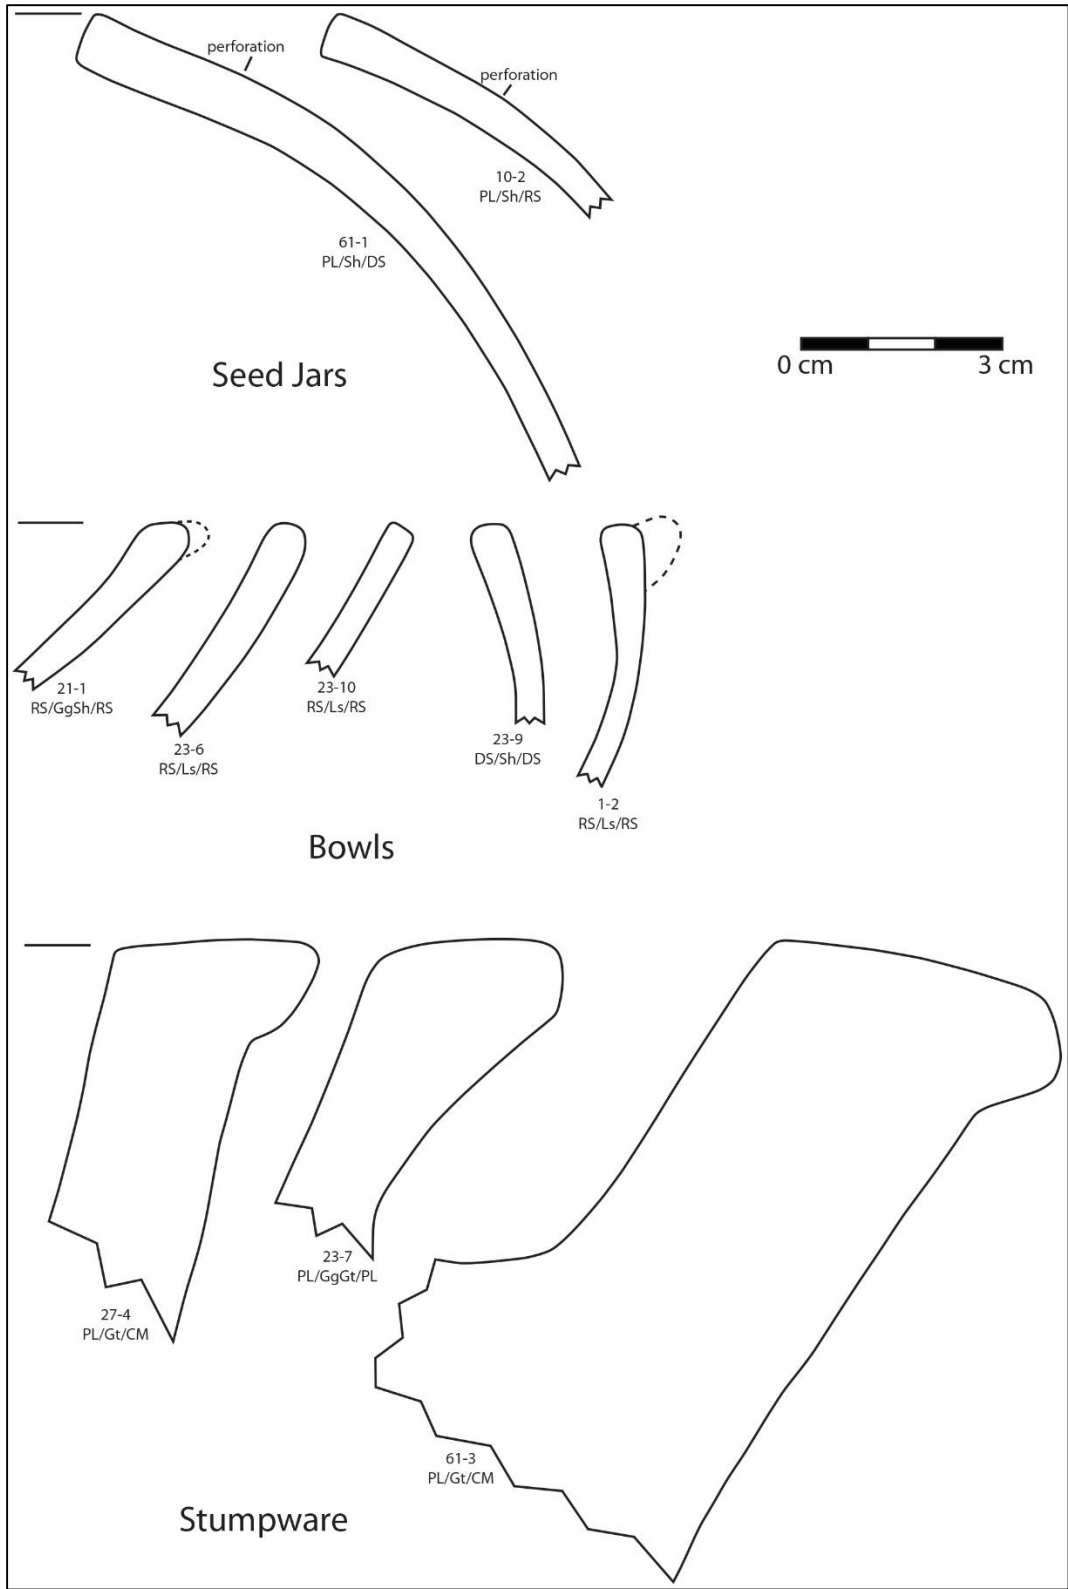 perforation
perforation
10-2
PL/Sh/RS
61-1
PL/Sh/DS
0 cm 3 cm
Seed Jars
21-1
RS/GgSh/RS
23-6
RS/Ls/RS
23-10
RS/Ls/RS
23-9
DS/Sh/DS
1-2
RS/Ls/RS
Bowls
27-4
PL/Gt/CM
23-7
PL/GgGt/PL
61-3
PL/Gt/CM
Stumpware